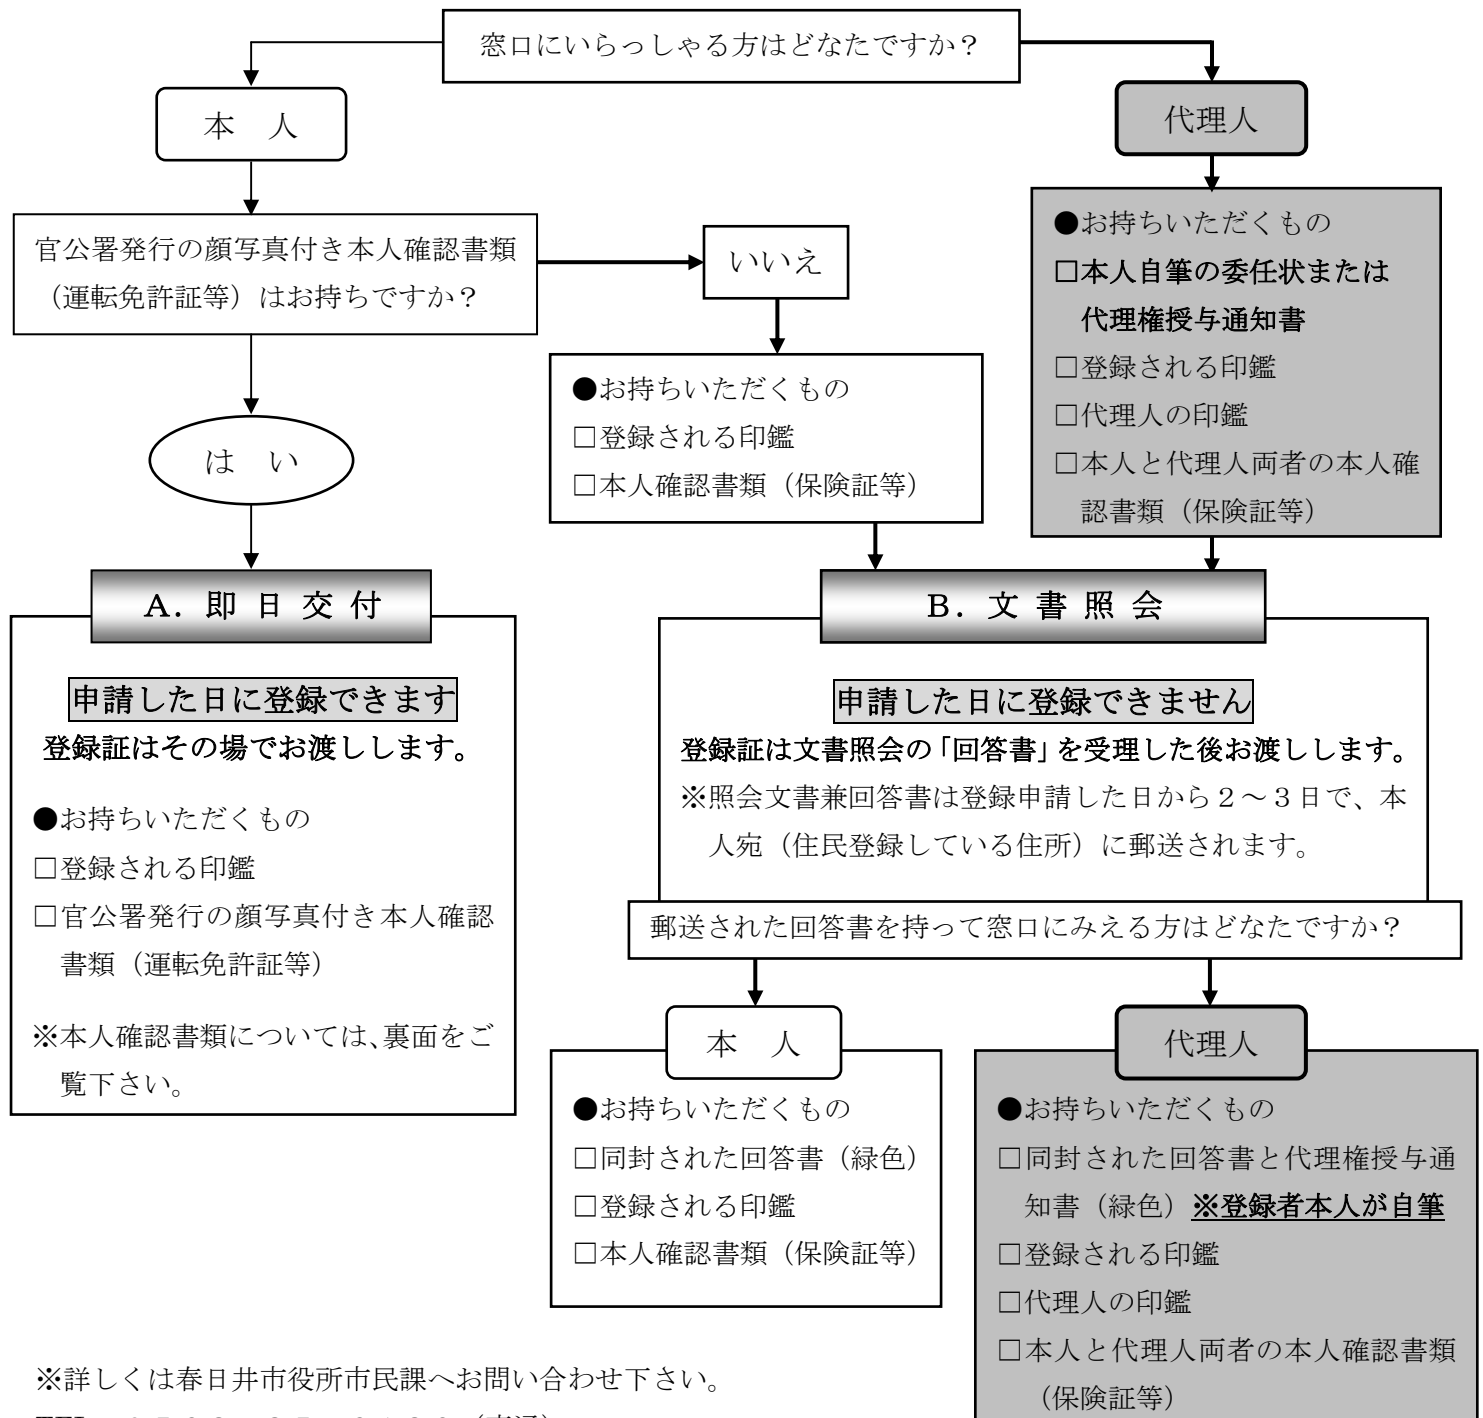 窓口にいらっしゃる方はどなたですか？
本　人
代理人
官公署発行の顔写真付き本人確認書類
（運転免許証等）はお持ちですか？
いいえ
●お持ちいただくもの
□本人自筆の委任状または
代理権授与通知書
□登録される印鑑
□代理人の印鑑
□本人と代理人両者の本人確
認書類（保険証等）
●お持ちいただくもの
□登録される印鑑
□本人確認書類（保険証等）
は　い
A．即 日 交 付
申請した日に登録できます
登録証はその場でお渡しします。
●お持ちいただくもの
□登録される印鑑
□官公署発行の顔写真付き本人確認
書類（運転免許証等）
※本人確認書類については、裏面をご
覧下さい。
B．文 書 照 会
申請した日に登録できません
登録証は文書照会の「回答書」を受理した後お渡しします。
※照会文書兼回答書は登録申請した日から２～３日で、本
人宛（住民登録している住所）に郵送されます。
郵送された回答書を持って窓口にみえる方はどなたですか？
本　人
●お持ちいただくもの
□同封された回答書（緑色）
□登録される印鑑
□本人確認書類（保険証等）
代理人
●お持ちいただくもの
□同封された回答書と代理権授与通
知書（緑色）※登録者本人が自筆
□登録される印鑑
□代理人の印鑑
□本人と代理人両者の本人確認書類
（保険証等）
※詳しくは春日井市役所市民課へお問い合わせ下さい。